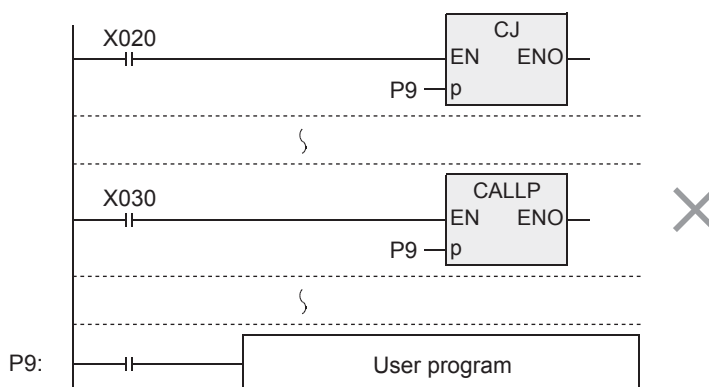 X020
CJ
EN ENO
P9 p
X030
CALLP
EN ENO
P9 p
P9:
User program